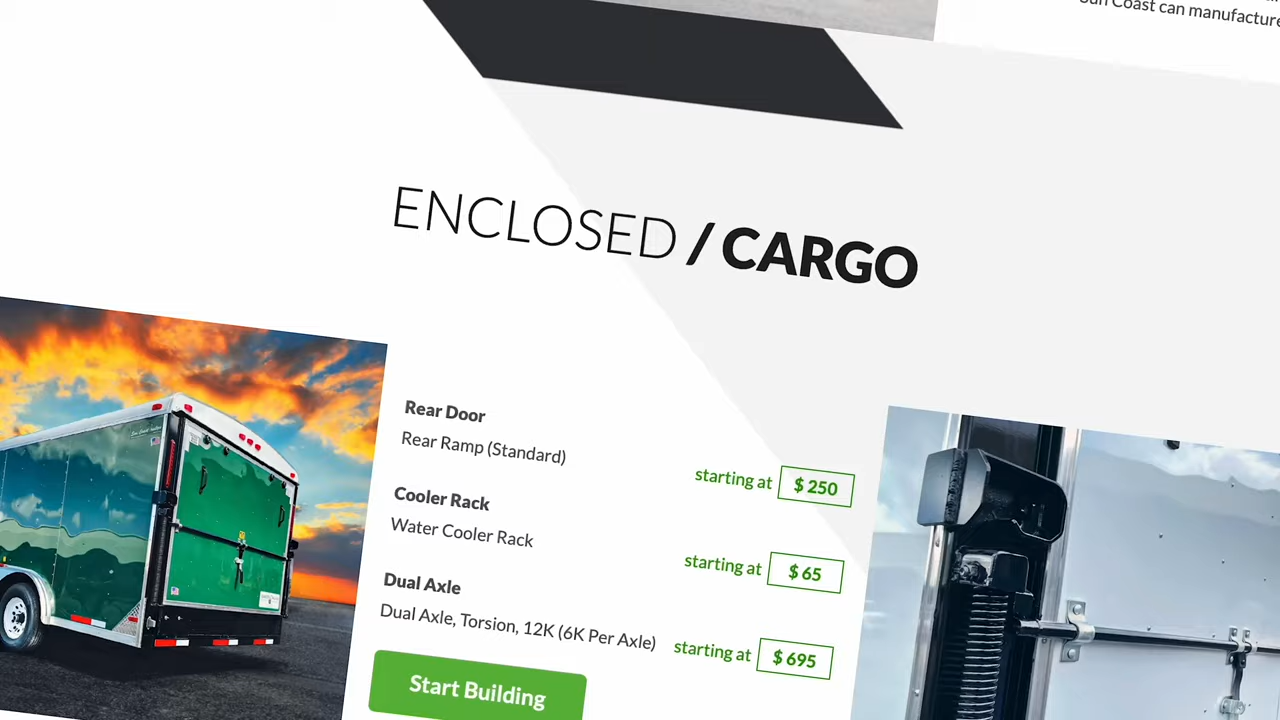 Sun Coast can manufacture
ENCLOSED / CARGO
Rear Door
Rear Ramp (Standard)
starting at $ 250
Cooler Rack
Water Cooler Rack
starting at $ 65
Dual Axle
Dual Axle, Torsion, 12K (6K Per Axle)
starting at $ 695
Start Building